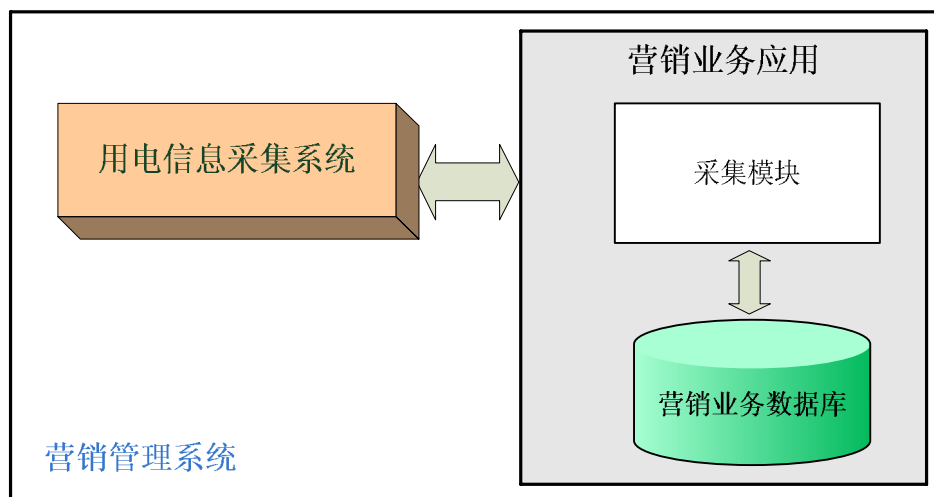 营销业务应用
用电信息采集系统
采集模块
营销业务数据库
营销管理系统